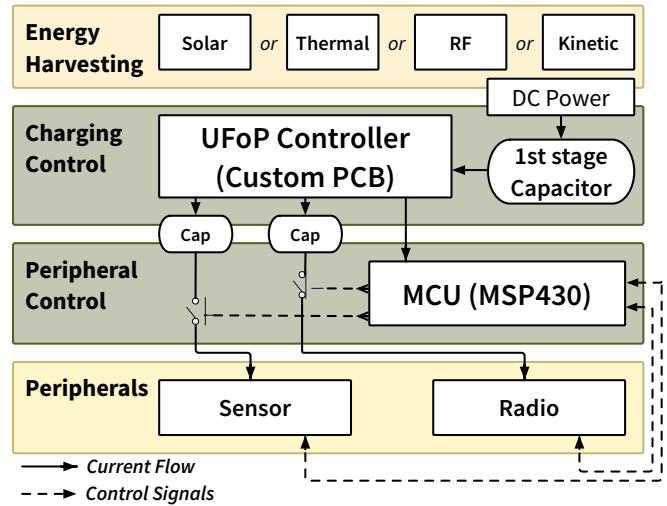 Energy
Harvesting
Solar or Thermal or RF or Kinetic
DC Power
Charging
Control
UFoP Controller
(Custom PCB)
1st stage
Capacitor
Cap Cap
Peripheral
Control
MCU (MSP430)
Peripherals
Sensor Radio
Current Flow
Control Signals